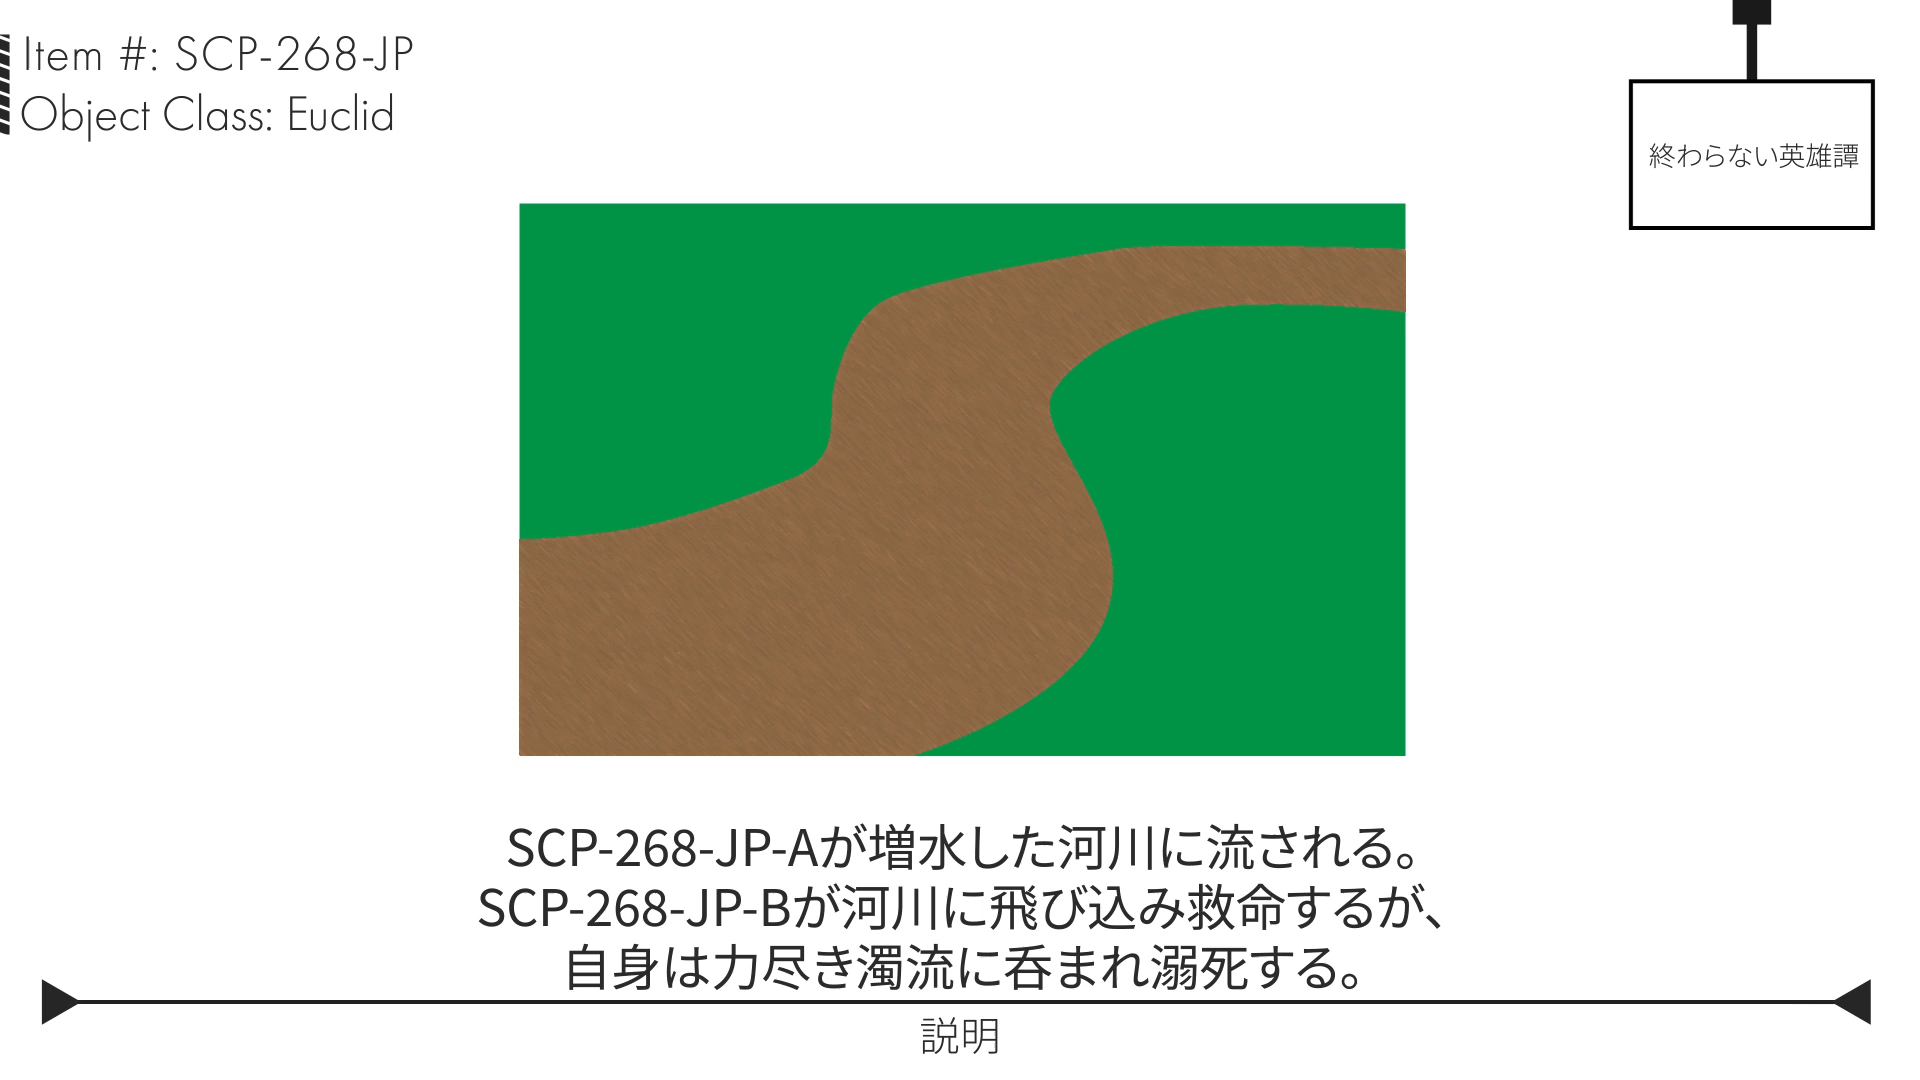 Item #: SCP-268-JP
Object Class: Euclid
終わらない英雄譚
SCP-268-JP-Aが増水した河川に流される。
SCP-268-JP-Bが河川に飛び込み救命するが、
自身は力尽き濁流に呑まれ溺死する。
説明